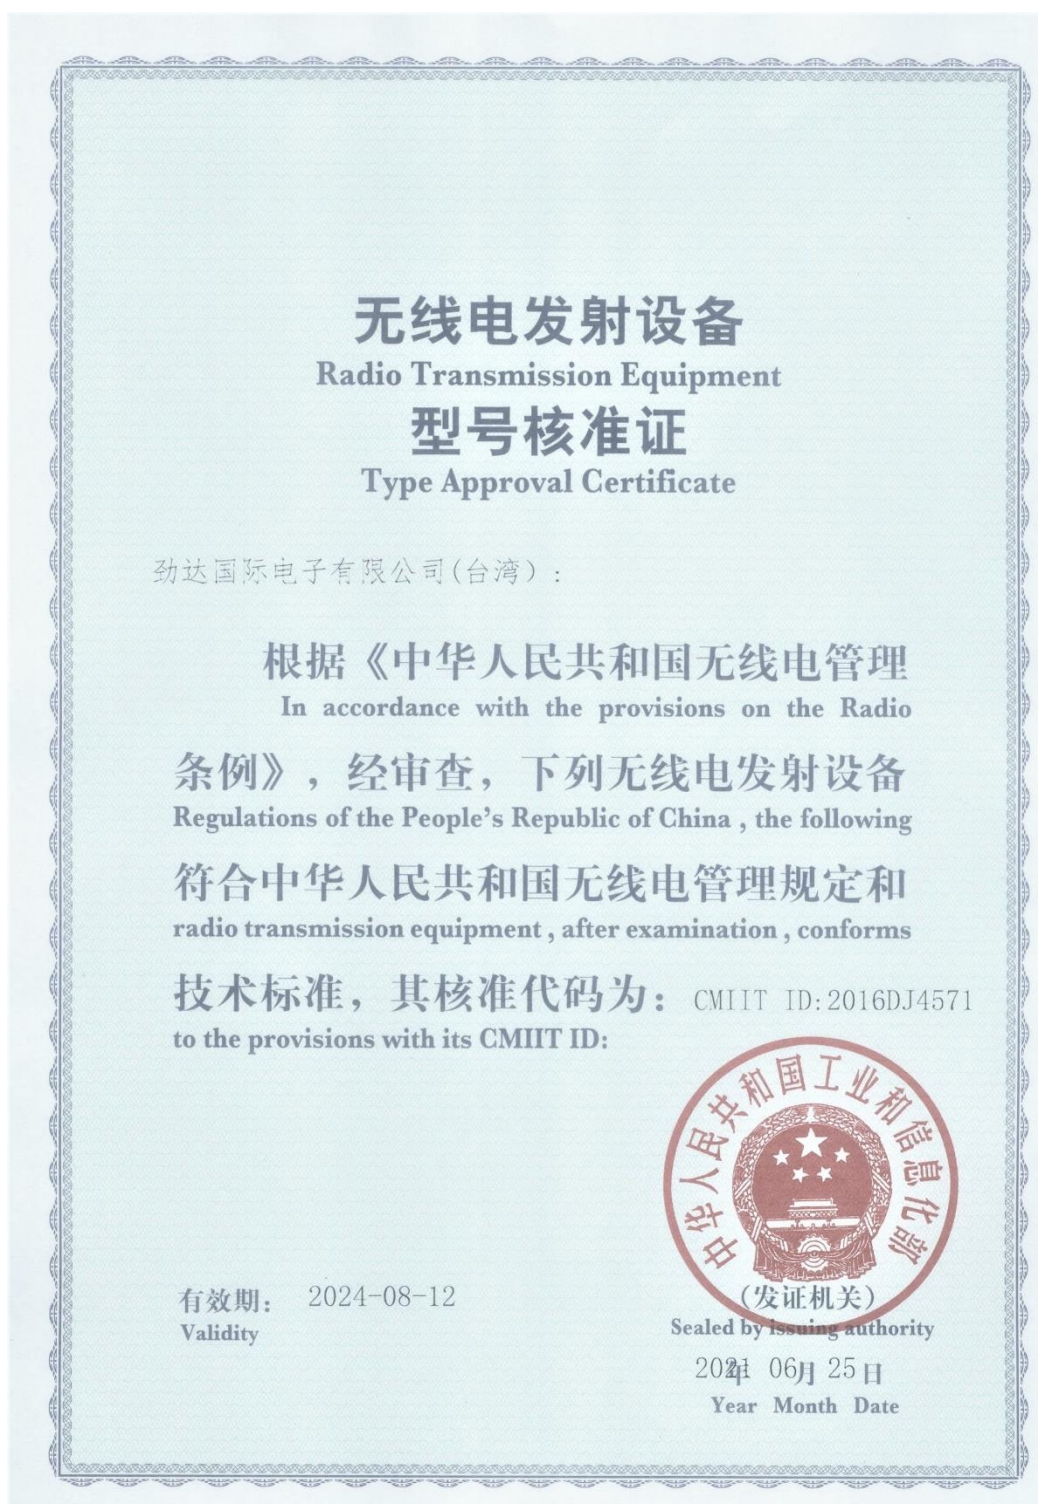 无线电发射设备
Radio Transmission Equipment
型号核准证
Type Approval Certificate
劲达国际电子有限公司(台湾):
根据《中华人民共和国无线电管理
In accordance with the provisions on the Radio
条例》,经审查,下列无线电发射设备
Regulations of the People's Republic of China , the following
符合中华人民共和国无线电管理规定和
radio transmission equipment , after examination , conforms
技术标准,其核准代码为: CMIIT ID:2016DJ4571
to the provisions with its CMIIT ID:
中华人民共和国工业和信息化部
有效期: 2024-08-12
Validity
(发证机关)
Sealed by issuing authority
2021年 06月 25日
Year Month Date